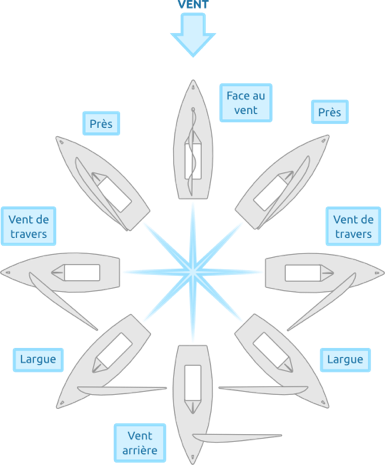 VENT
Face au
vent
Près
Près
Vent de
travers
Vent de
travers
Largue
Largue
Vent
arrière